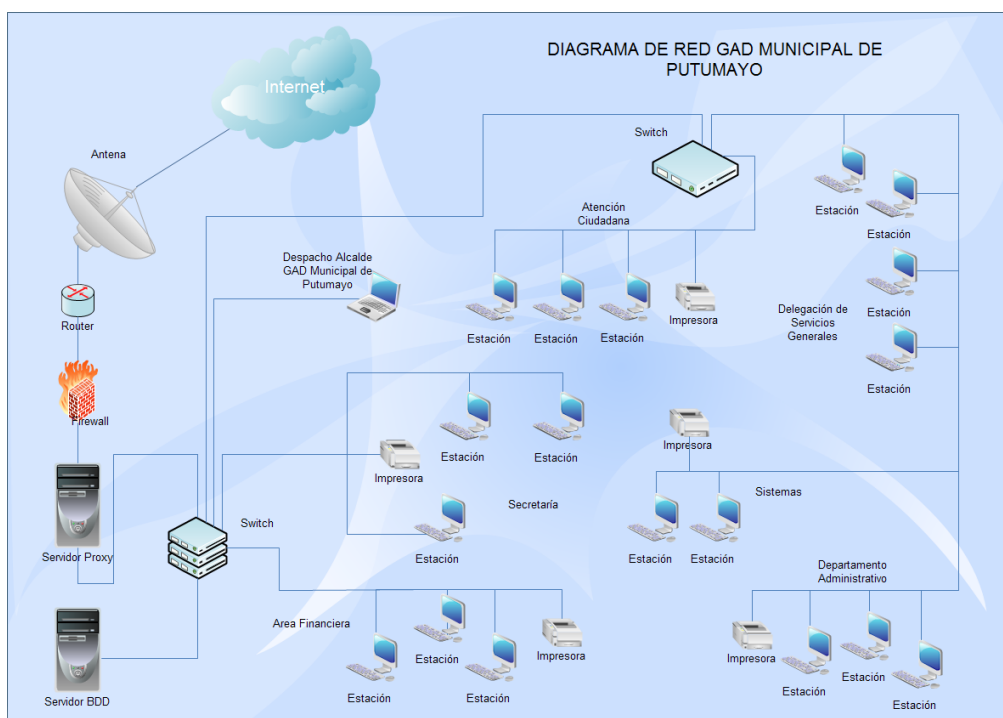 DIAGRAMA DE RED GAD MUNICIPAL DE
PUTUMAYO
Internet
Antena
Switch
Estación
Estación
Atención
Ciudadana
Despacho Alcalde
GAD Municipal de
Putumayo
Estación
Delegación de
Servicios
Generales
Router
Estación
Estación
Estación
Impresora
Estación
Firewall
Estación
Estación
Impresora
Impresora
Secretaría
Sistemas
Switch
Servidor Proxy
Estación
Estación
Estación
Departamento
Administrativo
Area Financiera
Estación
Impresora
Impresora
Estación
Estación
Estación
Estación
Estación
Servidor BDD